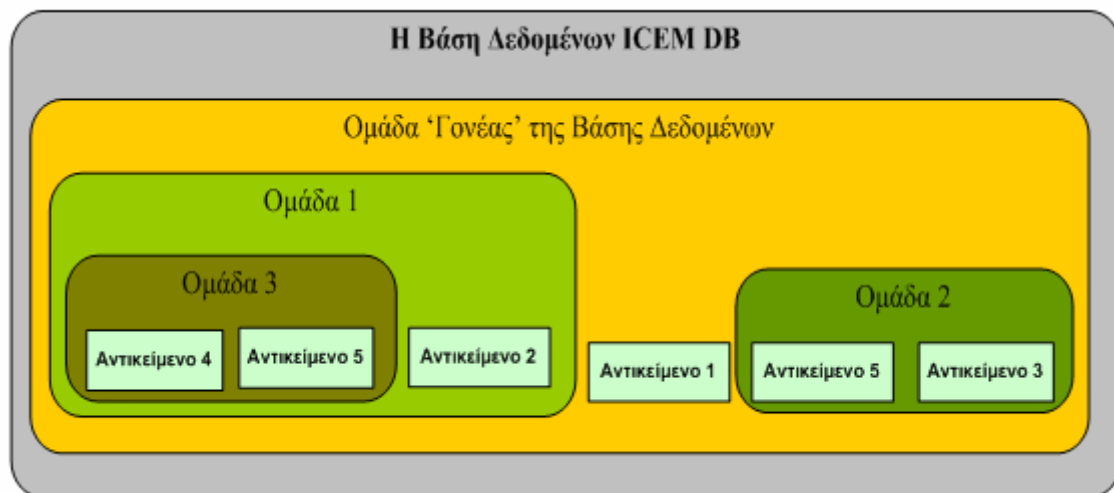 Η Βάση Δεδομένων ICEM DB
Ομάδα ‘Γονέας’ της Βάσης Δεδομένων
Ομάδα 1
Ομάδα 3
Ομάδα 2
Αντικείμενο 4
Αντικείμενο 5
Αντικείμενο 2
Αντικείμενο 1
Αντικείμενο 5
Αντικείμενο 3